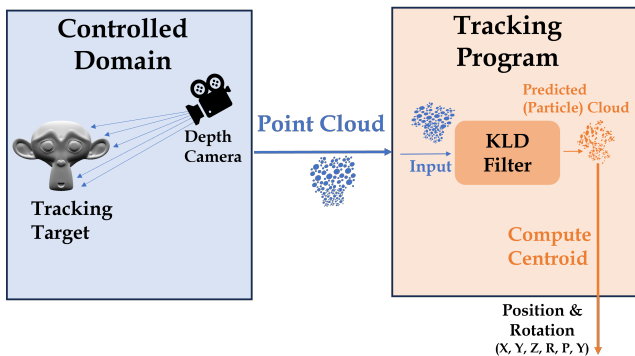 Controlled
Domain
Depth
Camera
Tracking
Target
Point Cloud
Tracking
Program
Predicted
(Particle) Cloud
Input
KLD
Filter
Compute
Centroid
Position &
Rotation
(X, Y, Z, R, P, Y)